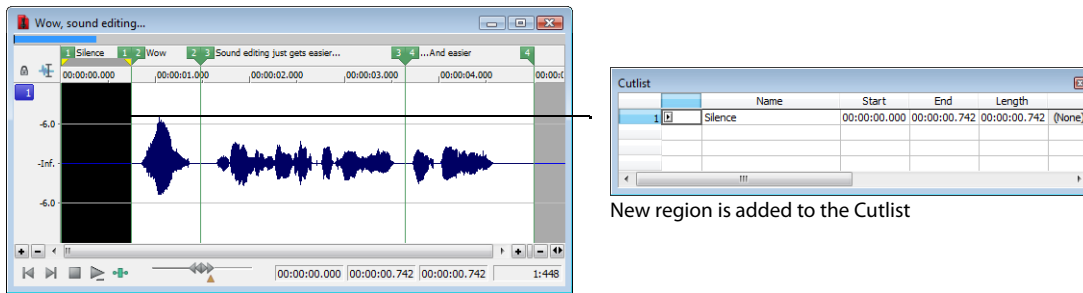 Wow, sound editing...
1 Silence 1 2 Wow 2 3 Sound editing just gets easier... 3 4 ...And easier 4
00:00:00.000 00:00:01.000 00:00:02.000 00:00:03.000 00:00:04.000 00:00:
1
-6.0
-Inf.
-6.0
00:00:00.000 00:00:00.742 00:00:00.742 1:448
Cutlist
Name Start End Length
1 Silence 00:00:00.000 00:00:00.742 00:00:00.742 (None)
New region is added to the Cutlist